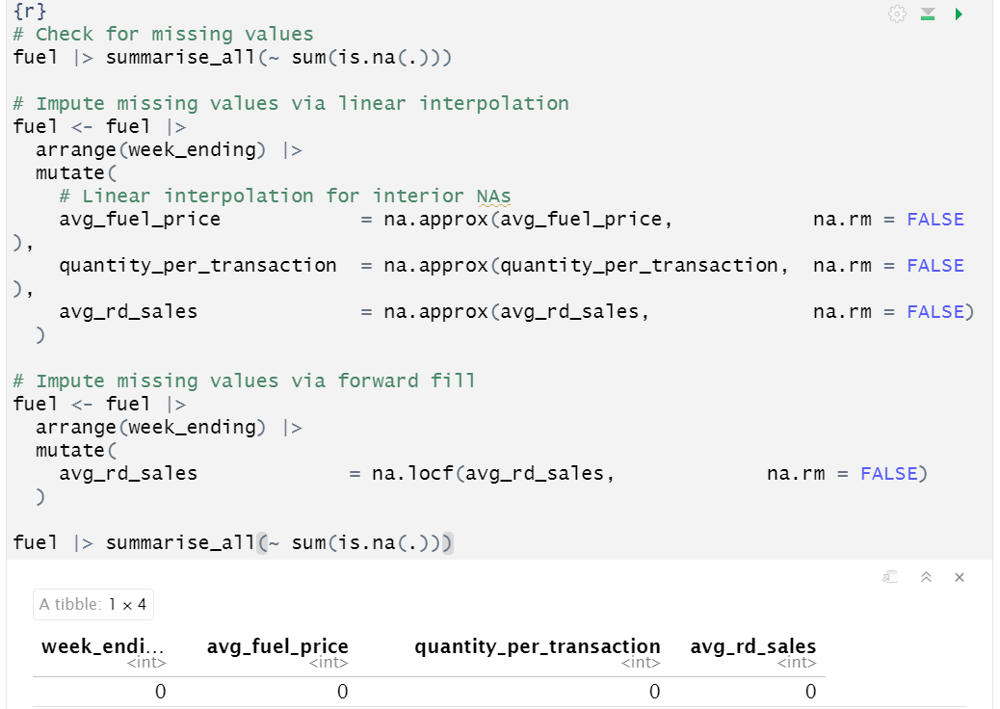 {r}
# Check for missing values
fuel |> summarise_all(~ sum(is.na(.)))
# Impute missing values via linear interpolation
fuel <- fuel |>
  arrange(week_ending) |>
  mutate(
    # Linear interpolation for interior NAs
    avg_fuel_price            = na.approx(avg_fuel_price,            na.rm = FALSE
),
    quantity_per_transaction  = na.approx(quantity_per_transaction,  na.rm = FALSE
),
    avg_rd_sales              = na.approx(avg_rd_sales,              na.rm = FALSE)
  )
# Impute missing values via forward fill
fuel <- fuel |>
  arrange(week_ending) |>
  mutate(
    avg_rd_sales             = na.locf(avg_rd_sales,             na.rm = FALSE)
  )
fuel |> summarise_all(~ sum(is.na(.)))
A tibble: 1 × 4
week_endi... avg_fuel_price quantity_per_transaction avg_rd_sales
<int> <int> <int> <int>
0 0 0 0